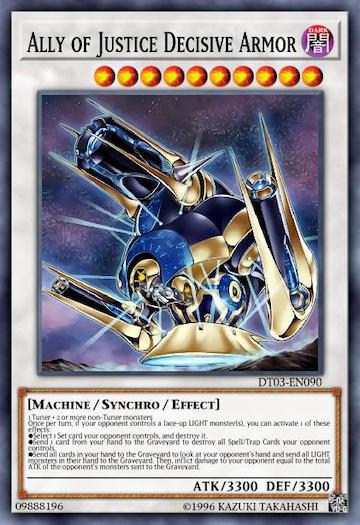 ALLY OF JUSTICE DECISIVE ARMOR
DARK
闇
DT03-EN090
[MACHINE / SYNCHRO / EFFECT]
1 Tuner + 2 or more non-Tuner monsters
Once per turn, if your opponent controls a face-up LIGHT monster(s), you can activate 1 of these
effects:
●Select 1 Set card your opponent controls, and destroy it.
●Send 1 card from your hand to the Graveyard to destroy all Spell/Trap Cards your opponent
controls.
●Send all cards in your hand to the Graveyard to look at your opponent's hand and send all LIGHT
monsters in their hand to the Graveyard. Then, inflict damage to your opponent equal to the total
ATK of the opponent's monsters sent to the Graveyard.
ATK/3300 DEF/3300
09888196
©1996 KAZUKI TAKAHASHI